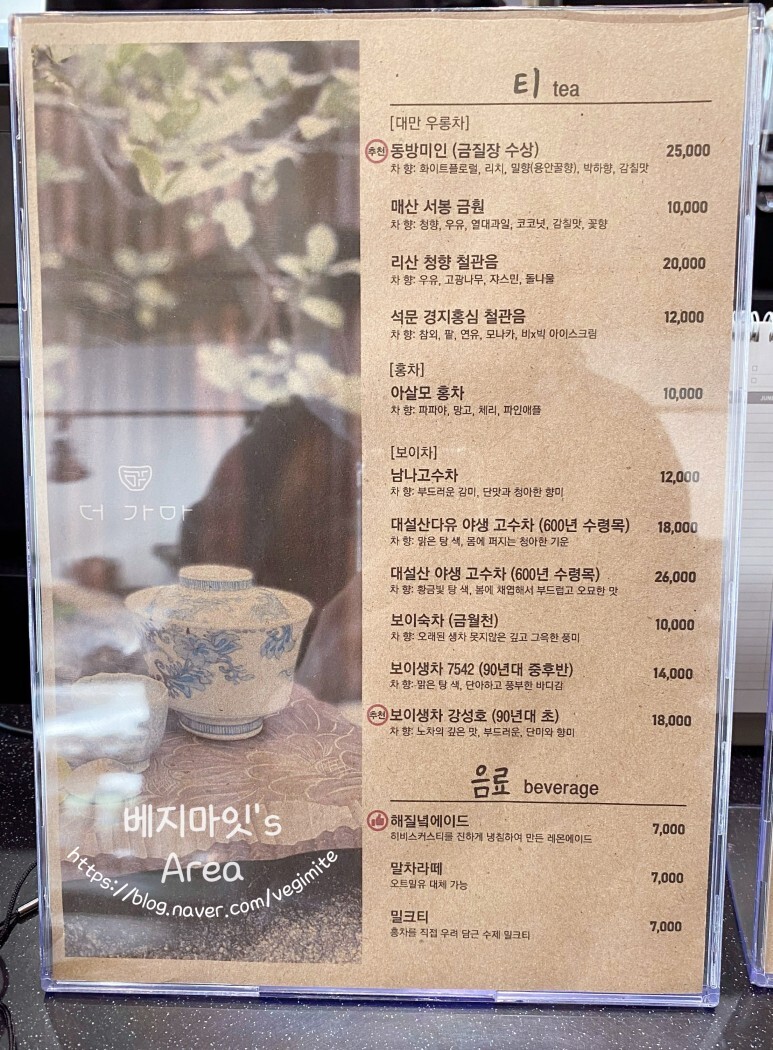 티 tea
[대만 우롱차]
추천 동방미인 (금질장 수상) 25,000
차 향: 화이트플로럴, 리치, 밀향(용안꿀향), 박하향, 감칠맛
매산 서봉 금훤 10,000
차 향: 청향, 우유, 열대과일, 코코넛, 감칠맛, 꽃향
리산 청향 철관음 20,000
차 향: 우유, 고광나무, 쟈스민, 돌나물
석문 경지홍심 철관음 12,000
차 향: 참외, 팥, 연유, 모나카, 비x빅 아이스크림
[홍차]
아살모 홍차 10,000
차 향: 파파야, 망고, 체리, 파인애플
[보이차]
남나고수차 12,000
차 향: 부드러운 감미, 단맛과 청아한 향미
대설산다유 야생 고수차 (600년 수령목) 18,000
차 향: 맑은 탕 색, 몸에 퍼지는 청아한 기운
대설산 야생 고수차 (600년 수령목) 26,000
차 향: 황금빛 탕 색, 봄에 채엽해서 부드럽고 오묘한 맛
보이숙차 (금월천) 10,000
차 향: 오래된 생차 못지않은 깊고 그윽한 풍미
보이생차 7542 (90년대 중후반) 14,000
차 향: 맑은 탕 색, 단아하고 풍부한 바디감
추천 보이생차 강성호 (90년대 초) 18,000
차 향: 노차의 깊은 맛, 부드러운, 단미와 향미
음료 beverage
해질녘에이드 7,000
히비스커스티를 진하게 냉침하여 만든 레몬에이드
말차라떼 7,000
오트밀유 대체 가능
밀크티 7,000
홍차를 직접 우려 담근 수제 밀크티
더 가마
베지마잇's
Area
https://blog.naver.com/vegimite